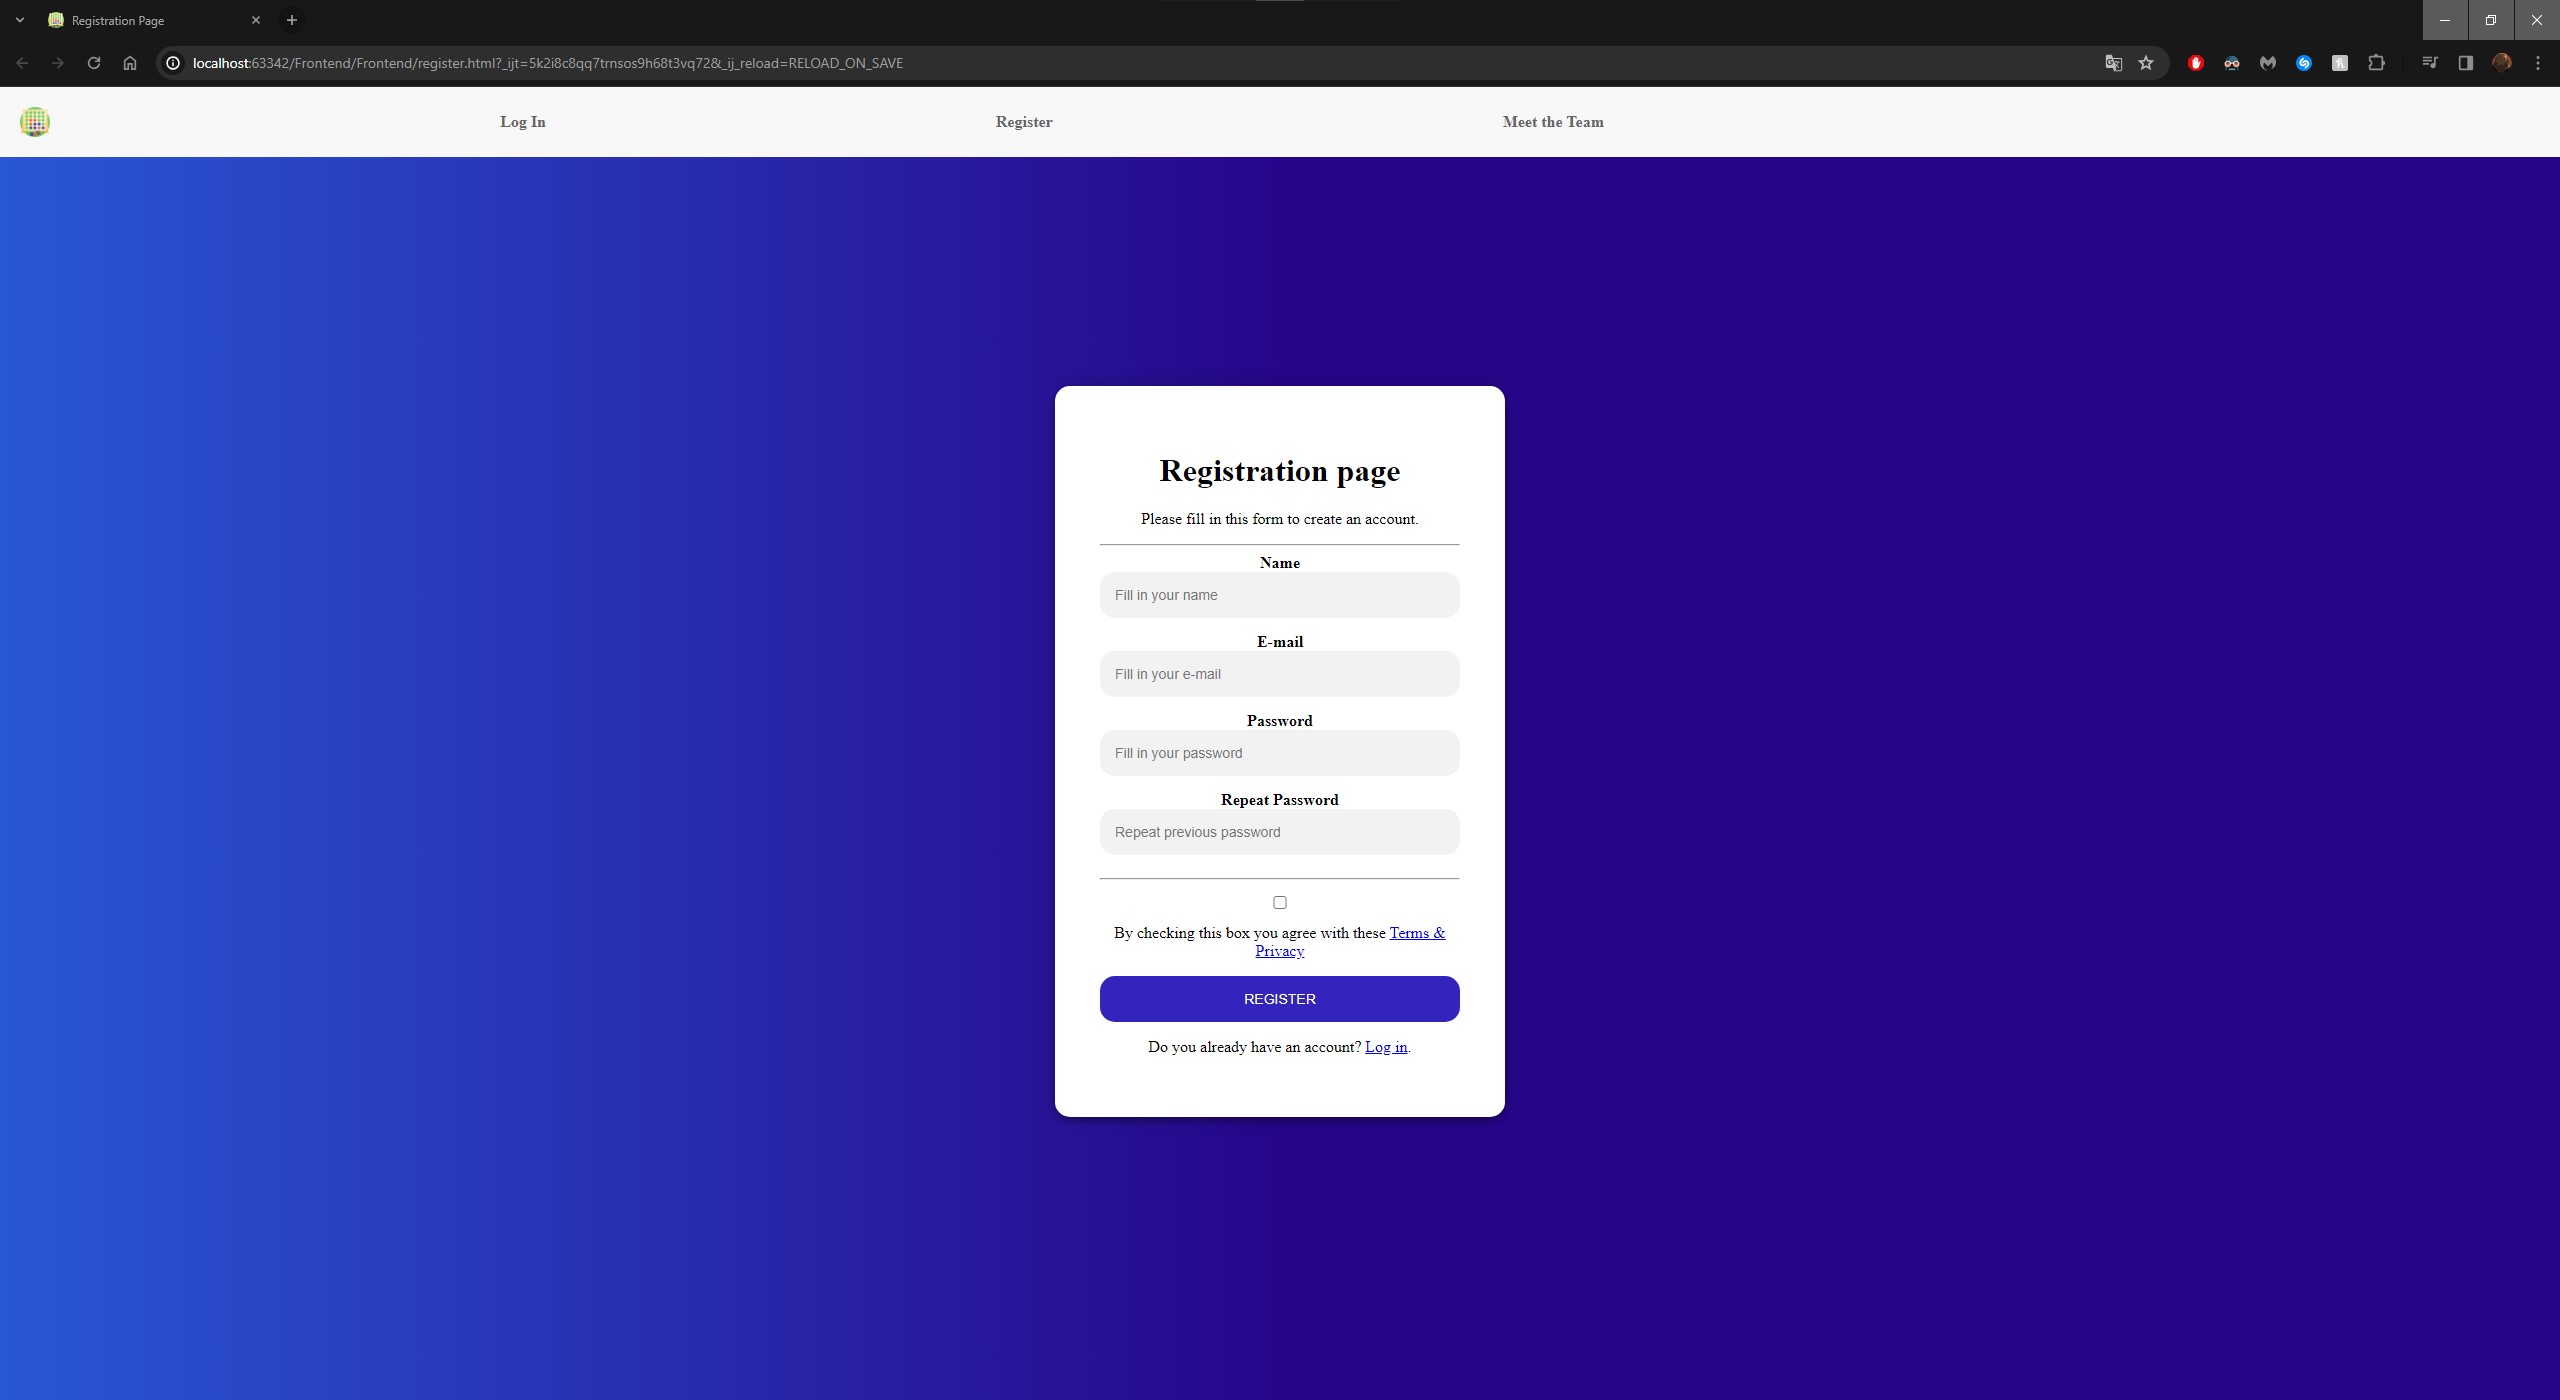 Registration Page
localhost:63342/Frontend/Frontend/register.html?_ijt=5k2i8c8qq7trnsos9h68t3vq72&_ij_reload=RELOAD_ON_SAVE
Log In
Register
Meet the Team
Registration page
Please fill in this form to create an account.
Name
Fill in your name
E-mail
Fill in your e-mail
Password
Fill in your password
Repeat Password
Repeat previous password
By checking this box you agree with these Terms &
Privacy
REGISTER
Do you already have an account? Log in.